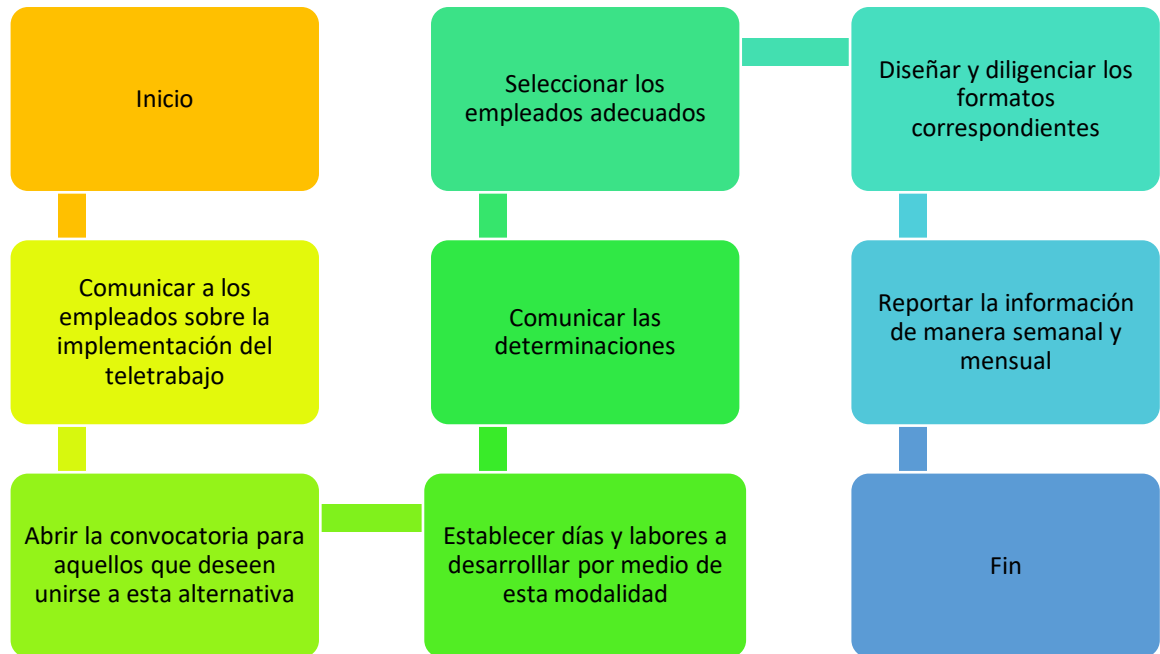 Inicio
Comunicar a los
empleados sobre la
implementación del
teletrabajo
Abrir la convocatoria para
aquellos que deseen
unirse a esta alternativa
Establecer días y labores a
desarrolllar por medio de
esta modalidad
Comunicar las
determinaciones
Seleccionar los
empleados adecuados
Diseñar y diligenciar los
formatos
correspondientes
Reportar la información
de manera semanal y
mensual
Fin